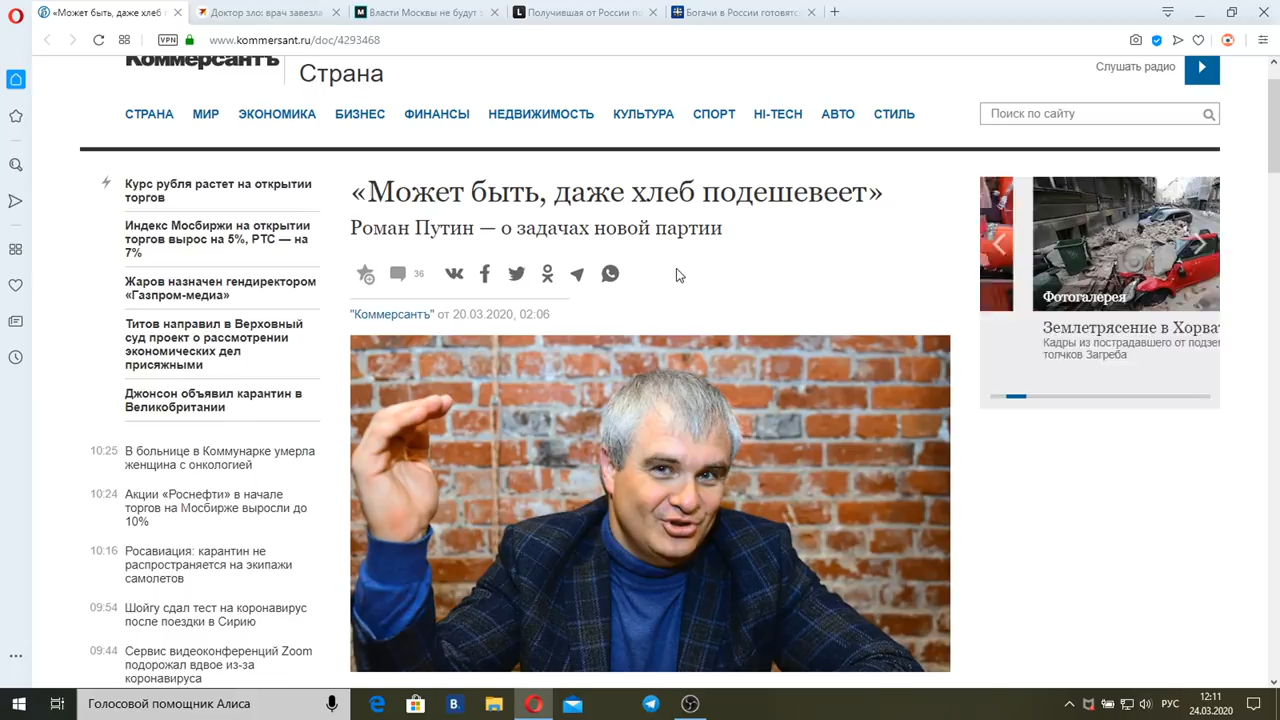 «Может быть, даже хлеб п
Доктор зло: врач завезла
Власти Москвы не будут з
Получившая от России по
Богачи в России готовятс
VPN
www.kommersant.ru/doc/4293468
Коммерсантъ
Страна
Слушать радио
СТРАНА МИР ЭКОНОМИКА БИЗНЕС ФИНАНСЫ НЕДВИЖИМОСТЬ КУЛЬТУРА СПОРТ HI-TECH АВТО СТИЛЬ
Поиск по сайту
Курс рубля растет на открытии
торгов
Индекс Мосбиржи на открытии
торгов вырос на 5%, РТС — на
7%
Жаров назначен гендиректором
«Газпром-медиа»
Титов направил в Верховный
суд проект о рассмотрении
экономических дел
присяжными
Джонсон объявил карантин в
Великобритании
10:25 В больнице в Коммунарке умерла
женщина с онкологией
10:24 Акции «Роснефти» в начале
торгов на Мосбирже выросли до
10%
10:16 Росавиация: карантин не
распространяется на экипажи
самолетов
09:54 Шойгу сдал тест на коронавирус
после поездки в Сирию
09:44 Сервис видеоконференций Zoom
подорожал вдвое из-за
коронавируса
«Может быть, даже хлеб подешевеет»
Роман Путин — о задачах новой партии
36
"Коммерсантъ" от 20.03.2020, 02:06
Фотогалерея
Землетрясение в Хорва
Кадры из пострадавшего от подзем
толчков Загреба
Голосовой помощник Алиса
РУС
12:11
24.03.2020